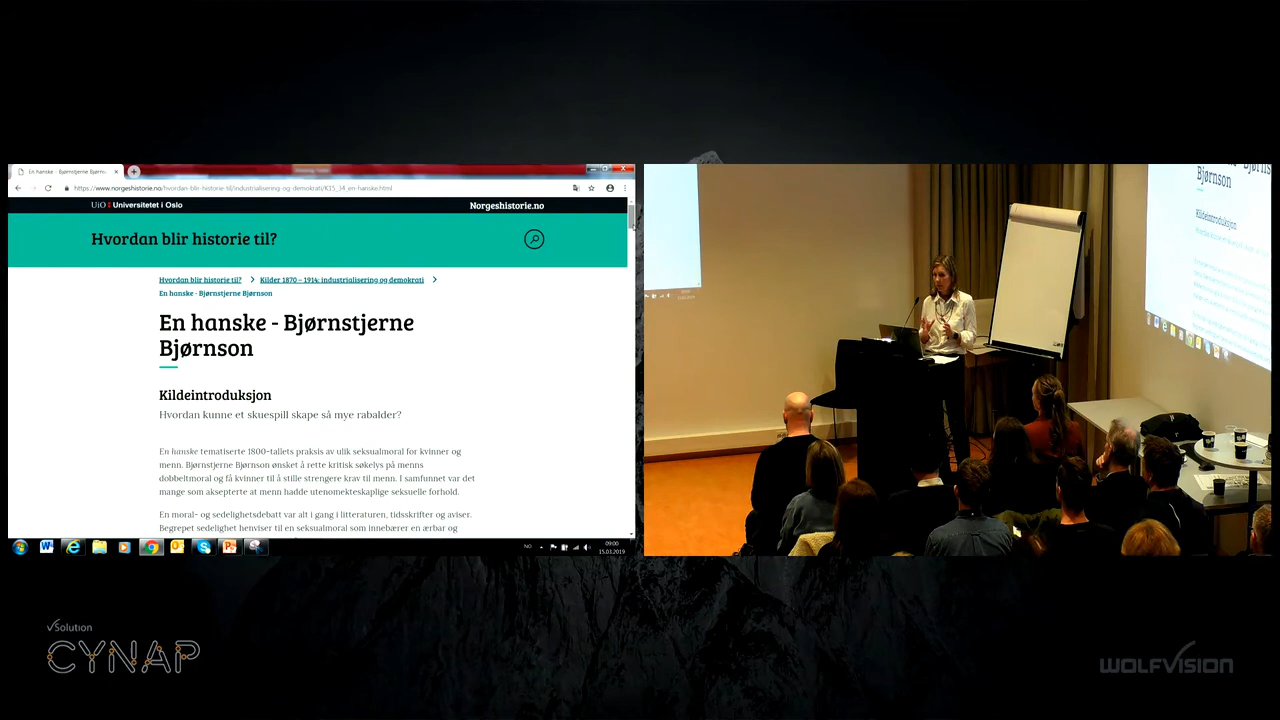 En hanske - Bjørnstjerne Bjørns
https://www.norgeshistorie.no/hvordan-blir-historie-til/industrialisering-og-demokrati/K15_34_en-hanske.html
UiO Universitetet i Oslo
Norgeshistorie.no
Hvordan blir historie til?
Hvordan blir historie til? > Kilder 1870 – 1914: industrialisering og demokrati >
En hanske - Bjørnstjerne Bjørnson
En hanske - Bjørnstjerne
Bjørnson
Kildeintroduksjon
Hvordan kunne et skuespill skape så mye rabalder?
En hanske tematiserte 1800-tallets praksis av ulik seksualmoral for kvinner og
menn. Bjørnstjerne Bjørnson ønsket å rette kritisk søkelys på menns
dobbeltmoral og få kvinner til å stille strengere krav til menn. I samfunnet var det
mange som aksepterte at menn hadde utenomekteskaplige seksuelle forhold.
En moral- og sedelighetsdebatt var alt i gang i litteraturen, tidsskrifter og aviser.
Begrepet sedelighet henviser til en seksualmoral som innebærer en ærbar og
NO
09:00
15.03.2019
Bjørnson
Kildeintroduksjon
vSolution
CYNAP
WOLFVISION